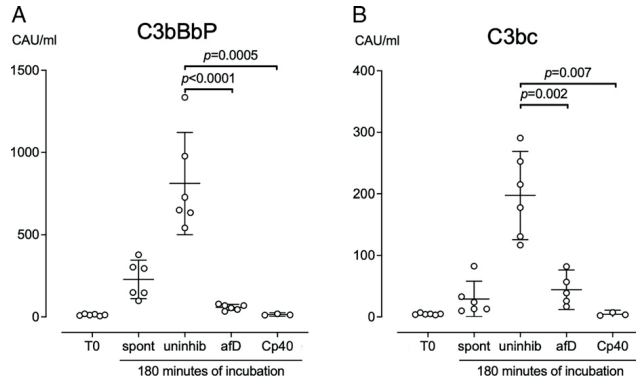 A
C3bBbP
CAU/ml
p=0.0005
p<0.0001
1500
1000
500
0
T0 spont uninhib afD Cp40
180 minutes of incubation
B
C3bc
CAU/ml
p=0.007
p=0.002
400
300
200
100
0
T0 spont uninhib afD Cp40
180 minutes of incubation